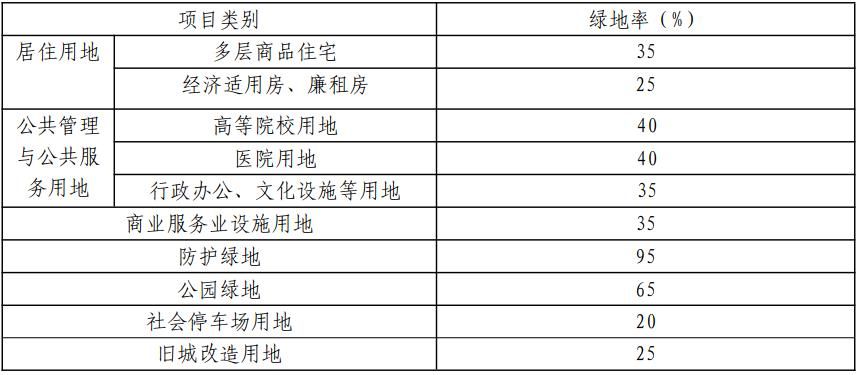 项目类别 绿地率（%）
居住用地 多层商品住宅 35
经济适用房、廉租房 25
公共管理 高等院校用地 40
与公共服 医院用地 40
务用地 行政办公、文化设施等用地 35
商业服务业设施用地 35
防护绿地 95
公园绿地 65
社会停车场用地 20
旧城改造用地 25